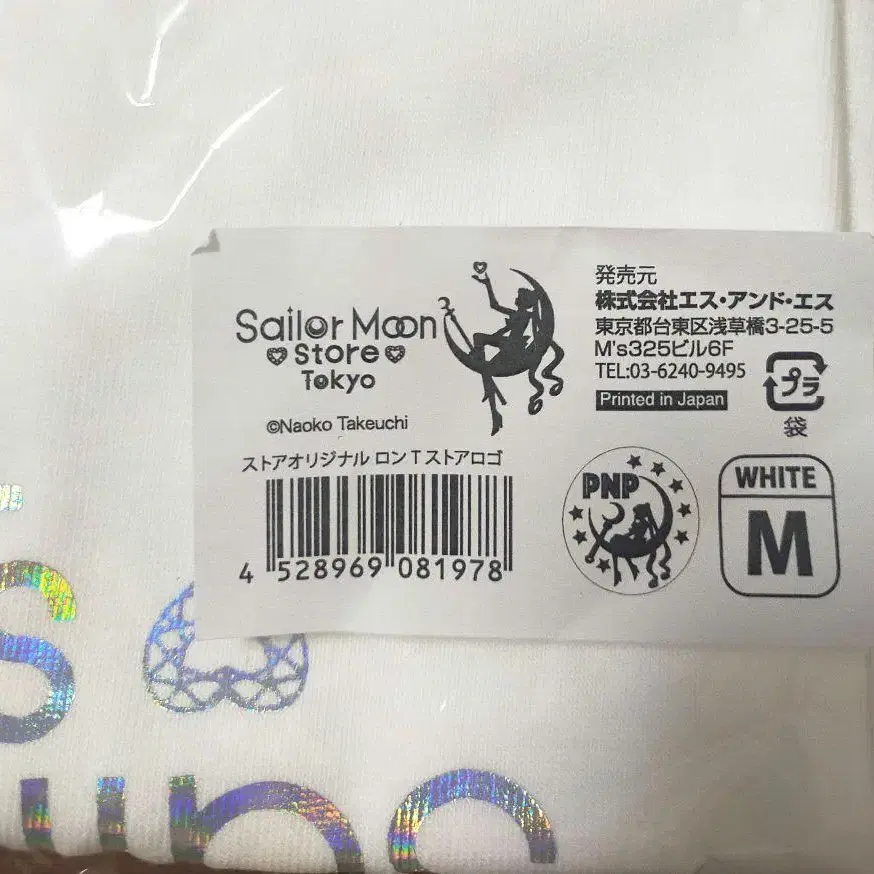 Sailor Moon
Store
Tokyo
©Naoko Takeuchi
ストアオリジナル ロンTストアロゴ
4 528969 081978
発売元
株式会社エス・アンド・エス
東京都台東区浅草橋3-25-5
M's325ビル6F
TEL:03-6240-9495
Printed in Japan
プラ
袋
PNP
WHITE
M